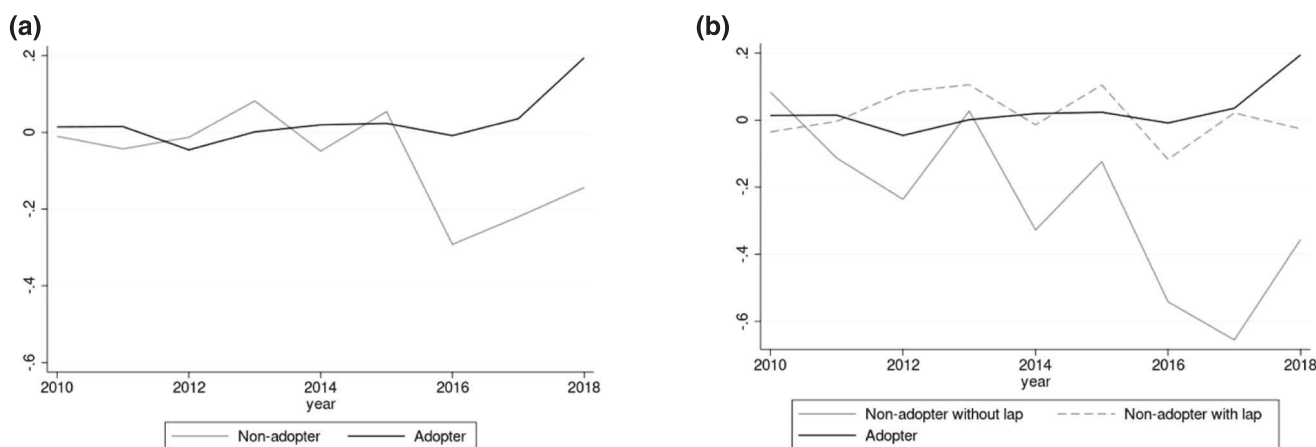 (a)
.2
0
-.2
-.4
-.6
2010 2012 2014 2016 2018
year
Non-adopter Adopter
(b)
.2
0
-.2
-.4
-.6
2010 2012 2014 2016 2018
year
Non-adopter without lap Non-adopter with lap
Adopter